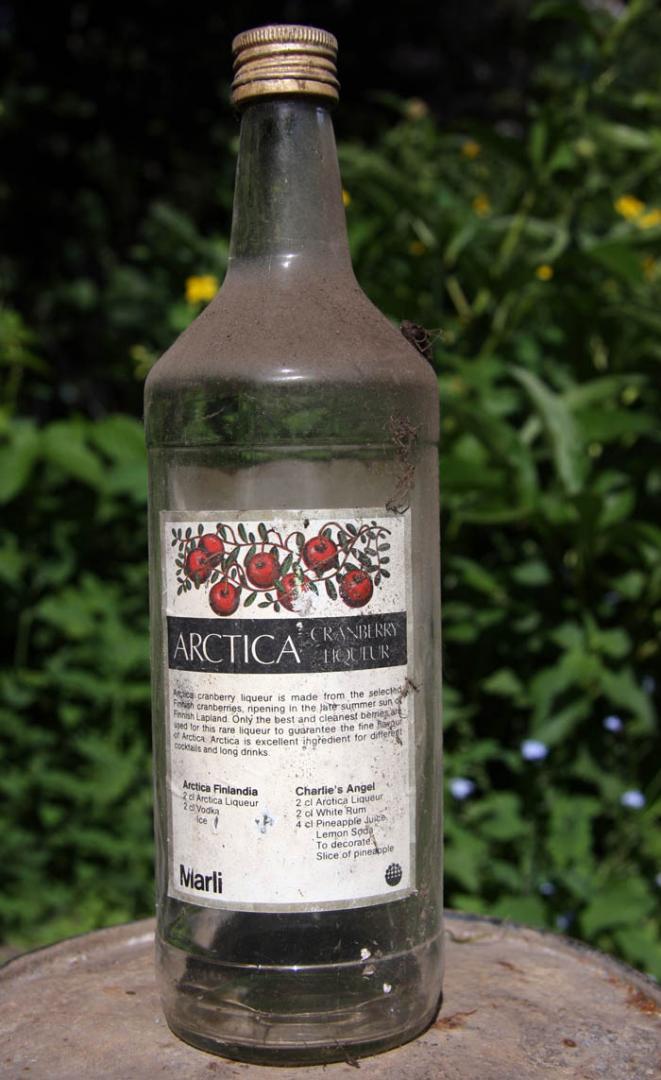 ARCTICA CRANBERRY
LIQUEUR
Arctica cranberry liqueur is made from the selected
Finnish cranberries, ripening in the late summer sun of
Finnish Lapland. Only the best and cleanest berries are
used for this rare liqueur to guarantee the fine flavour
of Arctica. Arctica is excellent ingredient for different
cocktails and long drinks.
Arctica Finlandia
2 cl Arctica Liqueur
2 cl Vodka
Ice
Charlie's Angel
2 cl Arctica Liqueur
2 cl White Rum
4 cl Pineapple Juice
Lemon Soda
To decorate:
Slice of pineapple
Marli